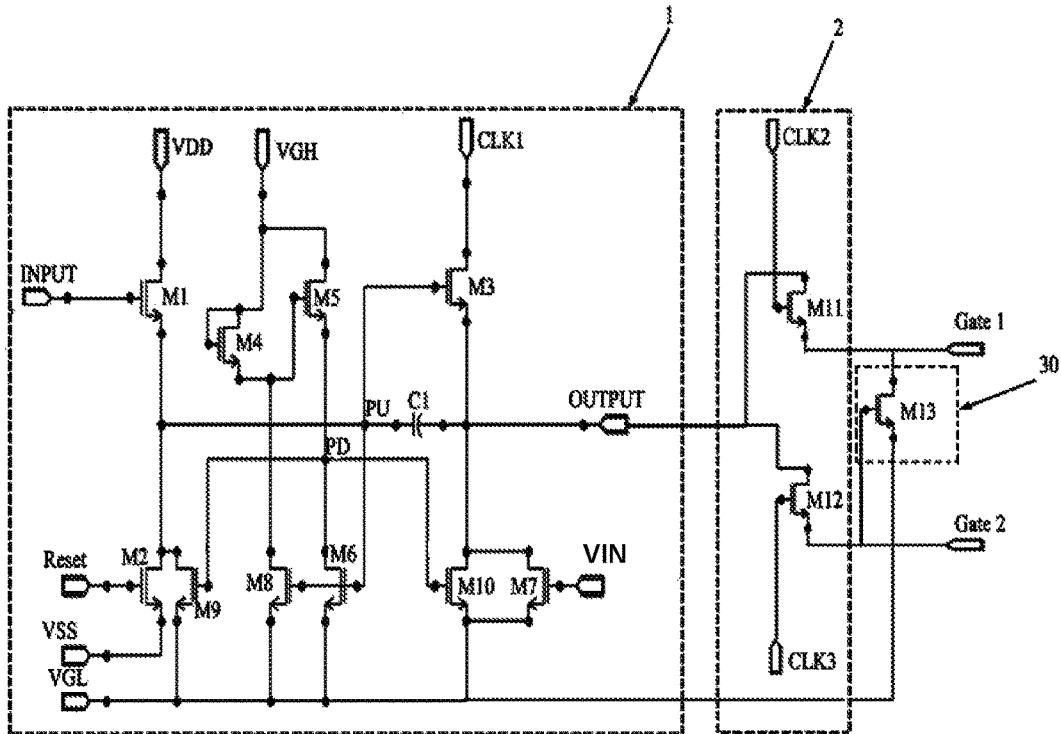 1
2
VDD
VGH
CLK1
CLK2
INPUT
M1
M5
M3
M11
M4
Gate 1
30
PU
C1
OUTPUT
M13
PD
M12
Gate 2
Reset
M2
M9
M8
M6
M10
M7
VIN
VSS
VGL
CLK3